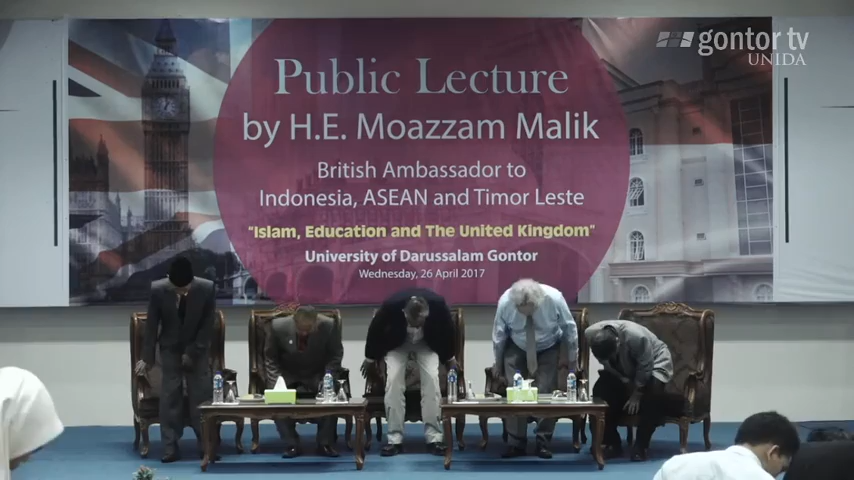 gontor tv
UNIDA
Public Lecture
by H.E. Moazzam Malik
British Ambassador to
Indonesia, ASEAN and Timor Leste
"Islam, Education and The United Kingdom"
University of Darussalam Gontor
Wednesday, 26 April 2017